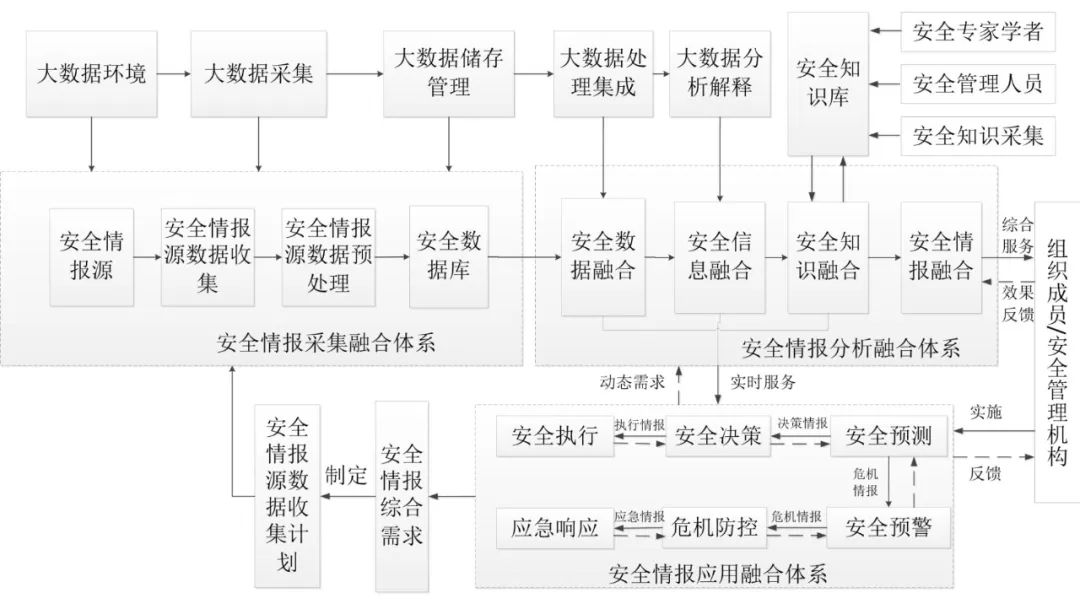 大数据环境
大数据采集
大数据储存
管理
大数据处
理集成
大数据分
析解释
安全知
识库
安全专家学者
安全管理人员
安全知识采集
安全情
报源
安全情报
源数据收
集
安全情报
源数据预
处理
安全数
据库
安全情报采集融合体系
安全数
据融合
安全信
息融合
安全知
识融合
安全情
报融合
安全情报分析融合体系
综合
服务
效果
反馈
组织成员/安全管理机构
动态需求
实时服务
实施
反馈
安全执行
执行情报
安全决策
决策情报
安全预测
危机
情报
应急响应
应急情报
危机防控
危机情报
安全预警
安全情报应用融合体系
安全
情报
综合
需求
制定
安全
情报
源数
据收
集计
划